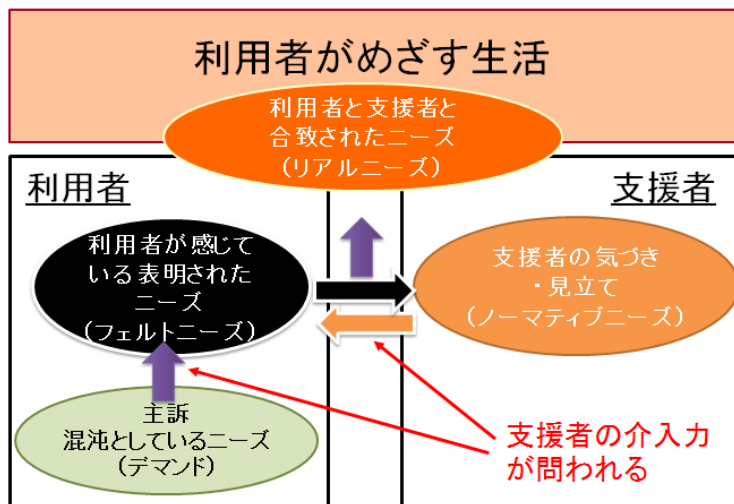 利用者がめざす生活
利用者と支援者と
合致されたニーズ
(リアルニーズ)
利用者
支援者
利用者が感じて
いる表明された
ニーズ
(フェルトニーズ)
支援者の気づき
・見立て
(ノーマティブニーズ)
主訴
混沌としているニーズ
(デマンド)
支援者の介入力
が問われる